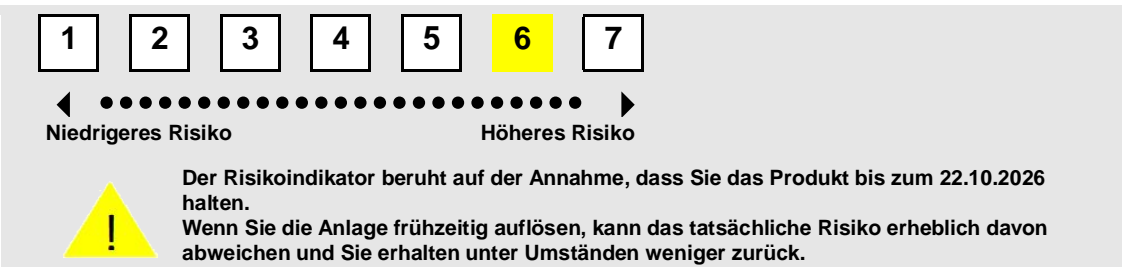 1 2 3 4 5 6 7
Niedrigeres Risiko Höheres Risiko
Der Risikoindikator beruht auf der Annahme, dass Sie das Produkt bis zum 22.10.2026
halten.
! Wenn Sie die Anlage frühzeitig auflösen, kann das tatsächliche Risiko erheblich davon
abweichen und Sie erhalten unter Umständen weniger zurück.